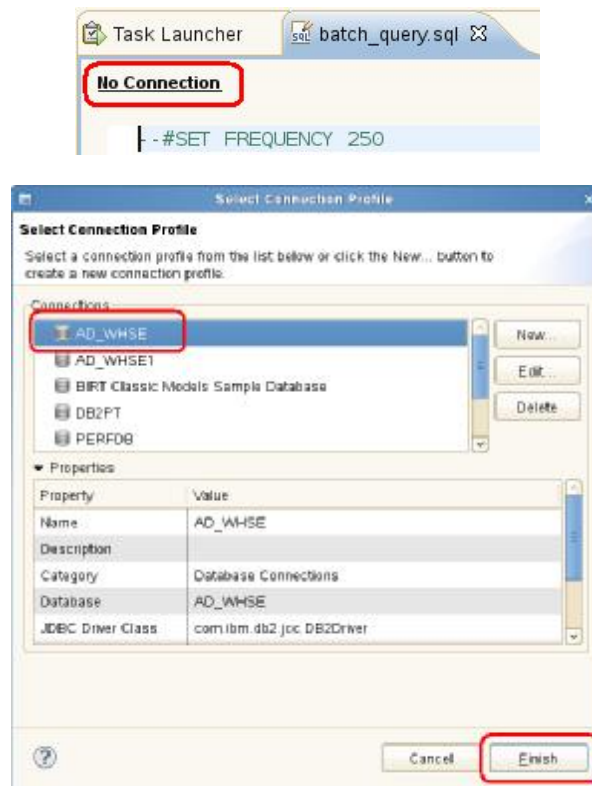 Task Launcher batch_query.sql
No Connection
--#SET FREQUENCY 250
Select Connection Profile
Select Connection Profile
Select a connection profile from the list below or click the New... button to
create a new connection profile.
Connections
AD_WHSE
AD_WHSE1
BIRT Classic Models Sample Database
DB2PT
PERFDB
New...
Edit...
Delete
Properties
Property Value
Name AD_WHSE
Description
Category Database Connections
Database AD_WHSE
JDBC Driver Class com.ibm.db2.jcc.DB2Driver
Cancel Finish